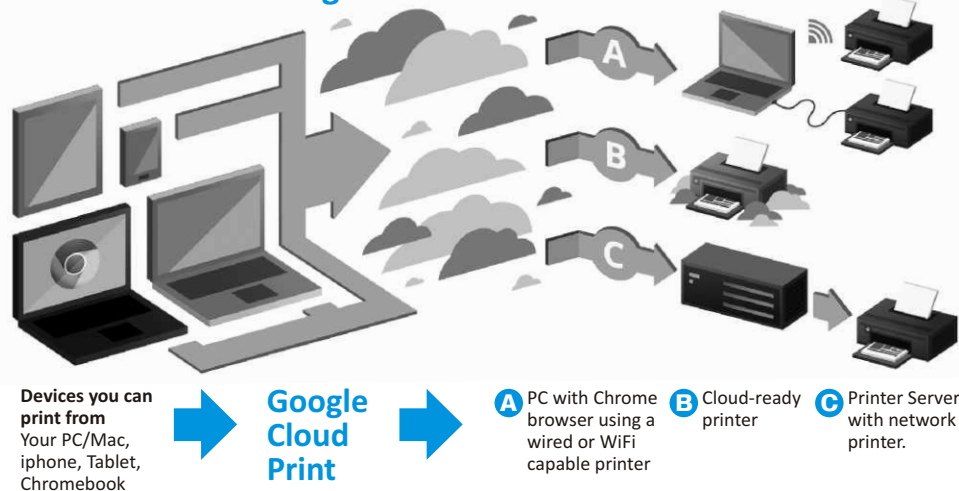 A
B
C
Devices you can
print from
Your PC/Mac,
iphone, Tablet,
Chromebook
Google
Cloud
Print
A PC with Chrome
browser using a
wired or WiFi
capable printer
B Cloud-ready
printer
C Printer Server
with network
printer.